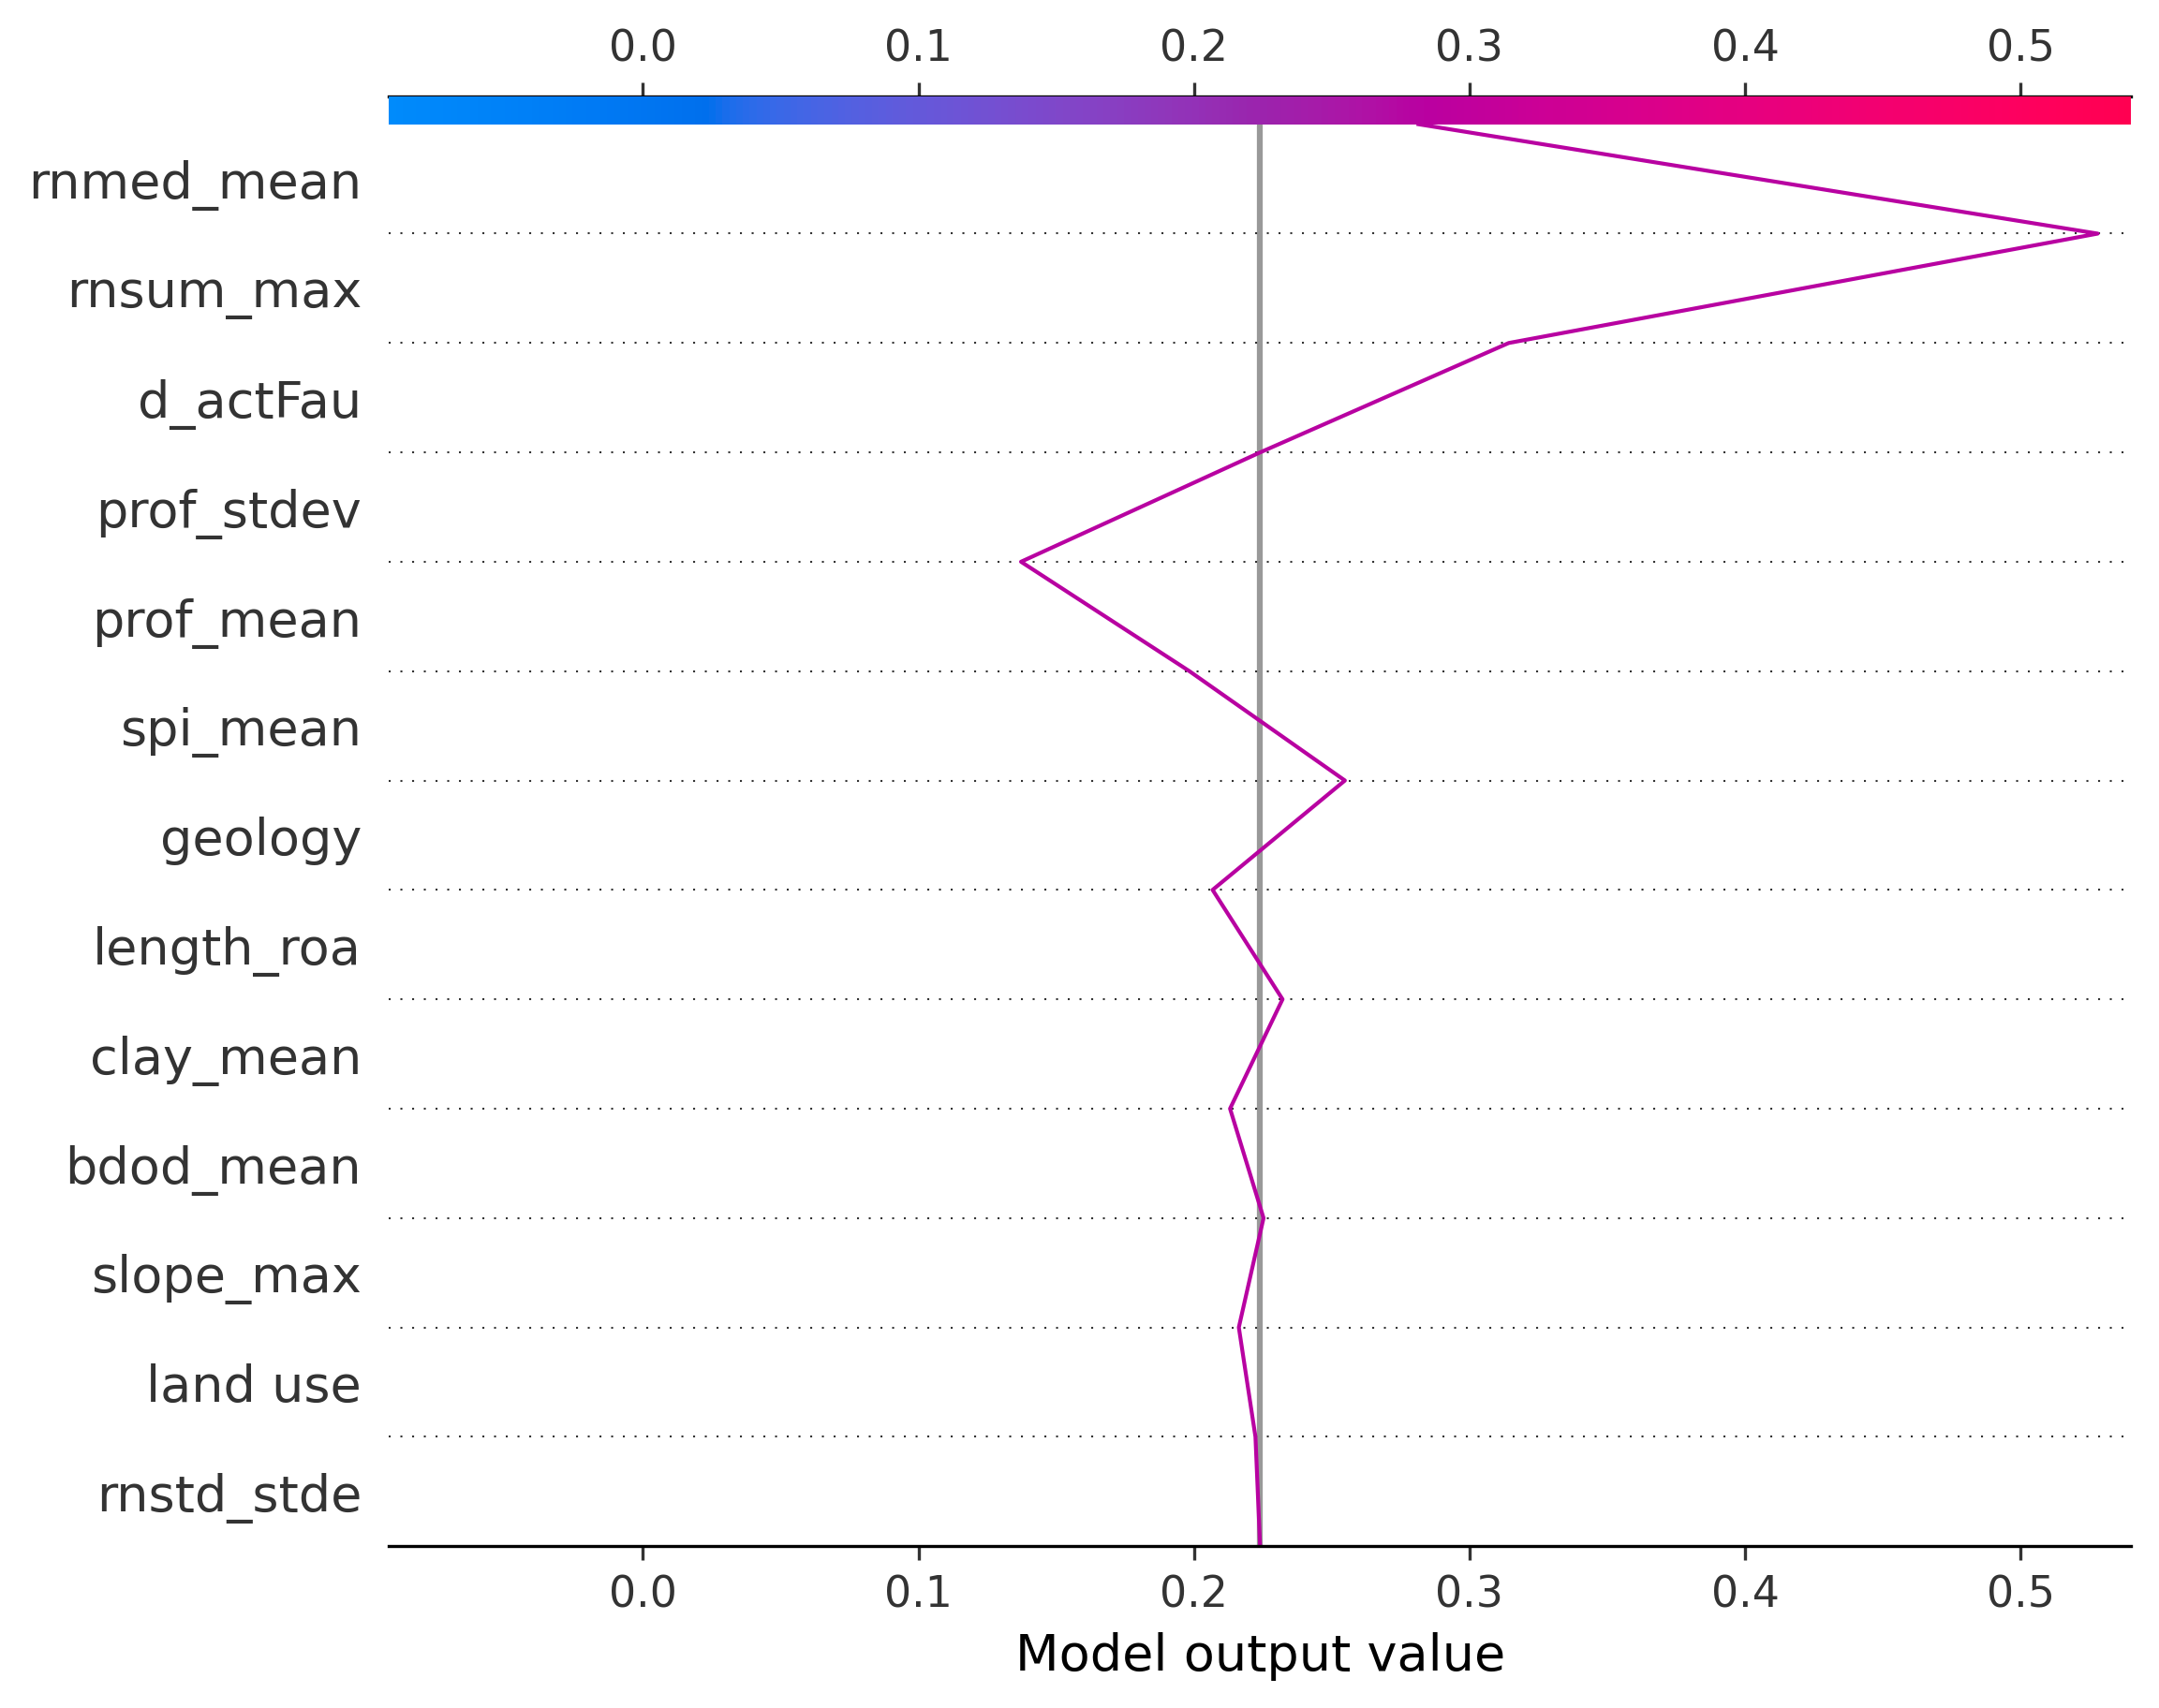 0.0 0.1 0.2 0.3 0.4 0.5
rnmed_mean
rnsum_max
d_actFau
prof_stdev
prof_mean
spi_mean
geology
length_roa
clay_mean
bdod_mean
slope_max
land use
rnstd_stde
0.0 0.1 0.2 0.3 0.4 0.5
Model output value